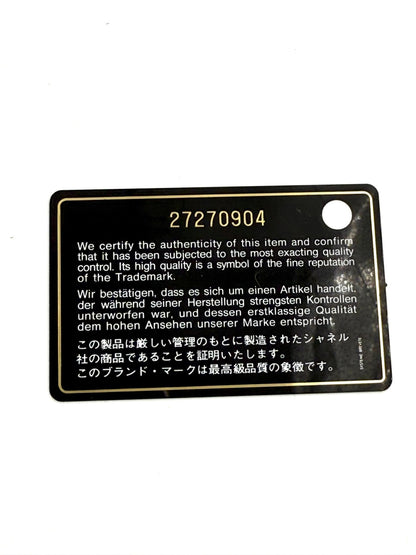 27270904
We certify the authenticity of this item and confirm
that it has been subjected to the most exacting quality
control. Its high quality is a symbol of the fine reputation
of the Trademark.
Wir bestätigen, dass es sich um einen Artikel handelt,
der während seiner Herstellung strengsten Kontrollen
unterworfen war, und dessen erstklassige Qualität
dem hohen Ansehen unserer Marke entspricht.
この製品は厳しい管理のもとに製造されたシャネル
社の商品であることを証明いたします。
このブランド・マークは最高級品質の象徴です。